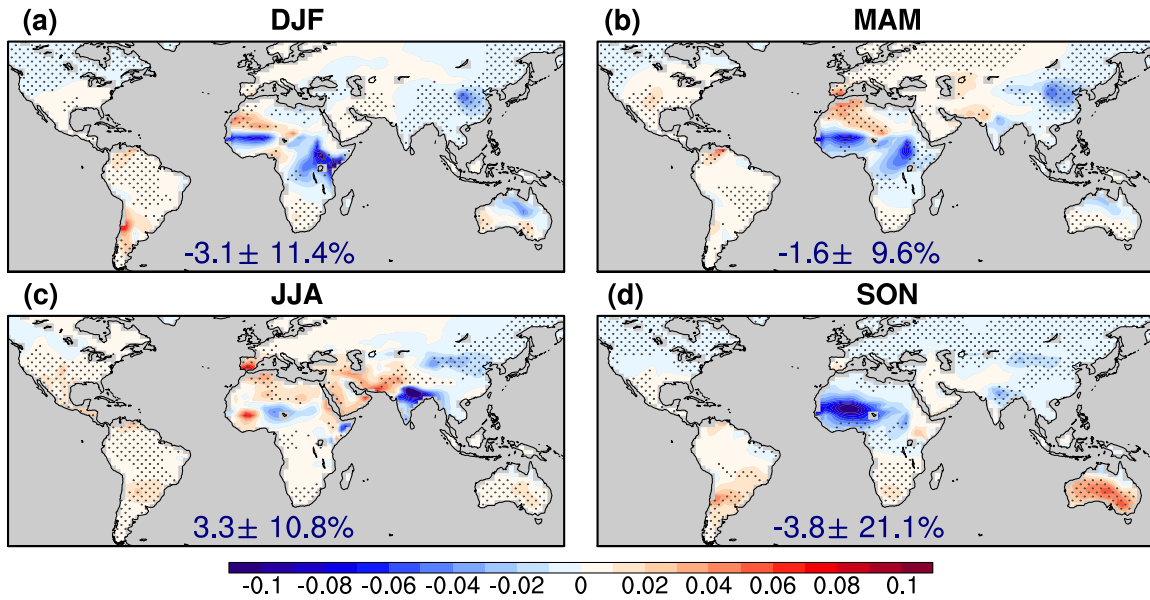 (a) DJF
(b) MAM
-3.1± 11.4%
-1.6± 9.6%
(c) JJA
(d) SON
3.3± 10.8%
-3.8± 21.1%
-0.1 -0.08 -0.06 -0.04 -0.02 0 0.02 0.04 0.06 0.08 0.1